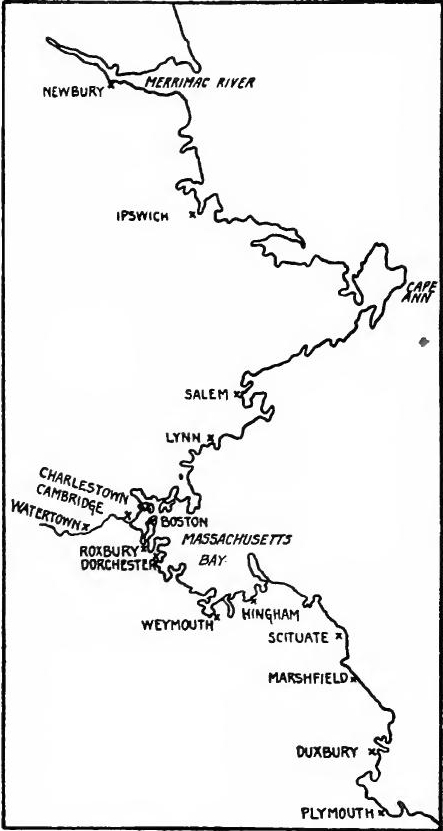 MERRIMAC RIVER
NEWBURY
IPSWICH
CAPE
ANN
SALEM
LYNN
CHARLESTOWN
CAMBRIDGE
WATERTOWN
BOSTON
MASSACHUSETTS
BAY
ROXBURY
DORCHESTER
WEYMOUTH
HINGHAM
SCITUATE
MARSHFIELD
DUXBURY
PLYMOUTH